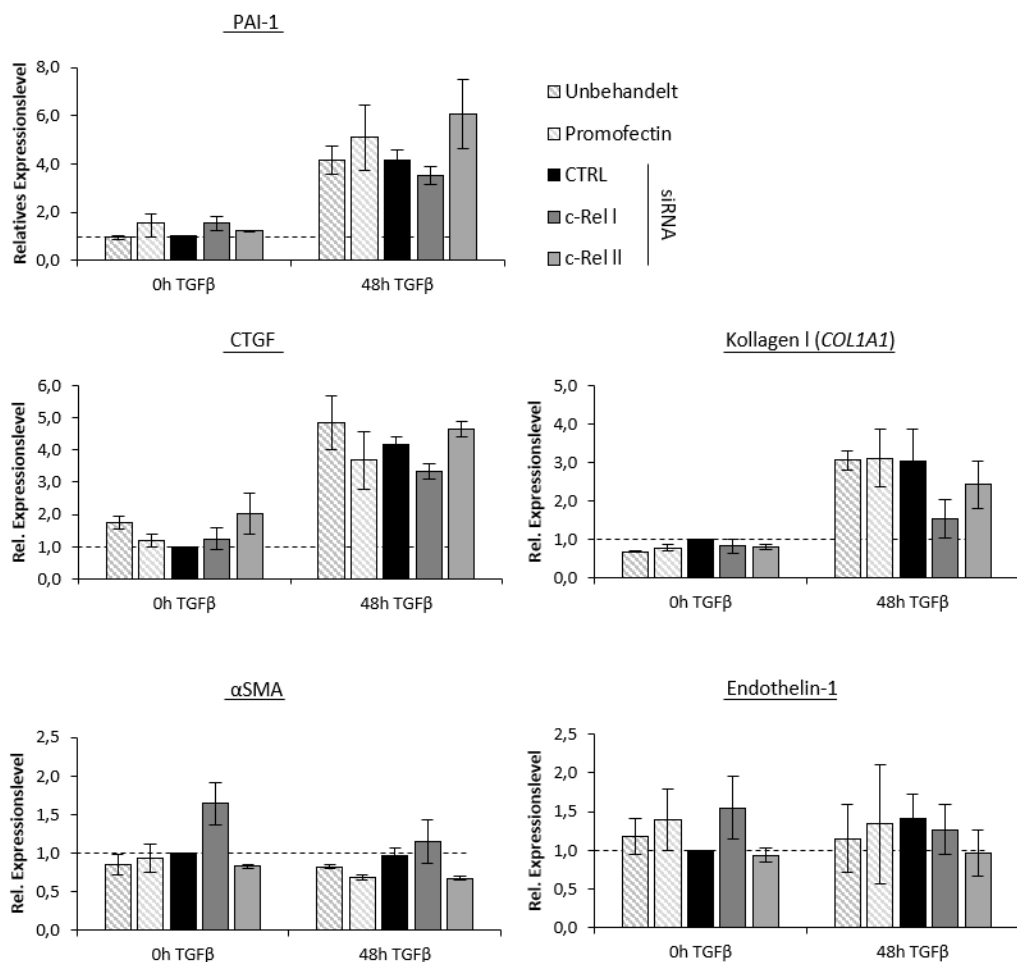 PAI-1
Relatives Expressionslevel
8,0
6,0
4,0
2,0
0,0
0h TGFβ
48h TGFβ
Unbehandelt
Promofectin
CTRL
c-Rel I
c-Rel II
siRNA
CTGF
Rel. Expressionslevel
6,0
5,0
4,0
3,0
2,0
1,0
0,0
0h TGFβ
48h TGFβ
Kollagen I (COL1A1)
Rel. Expressionslevel
5,0
4,0
3,0
2,0
1,0
0,0
0h TGFβ
48h TGFβ
αSMA
Rel. Expressionslevel
2,5
2,0
1,5
1,0
0,5
0,0
0h TGFβ
48h TGFβ
Endothelin-1
Rel. Expressionslevel
2,5
2,0
1,5
1,0
0,5
0,0
0h TGFβ
48h TGFβ